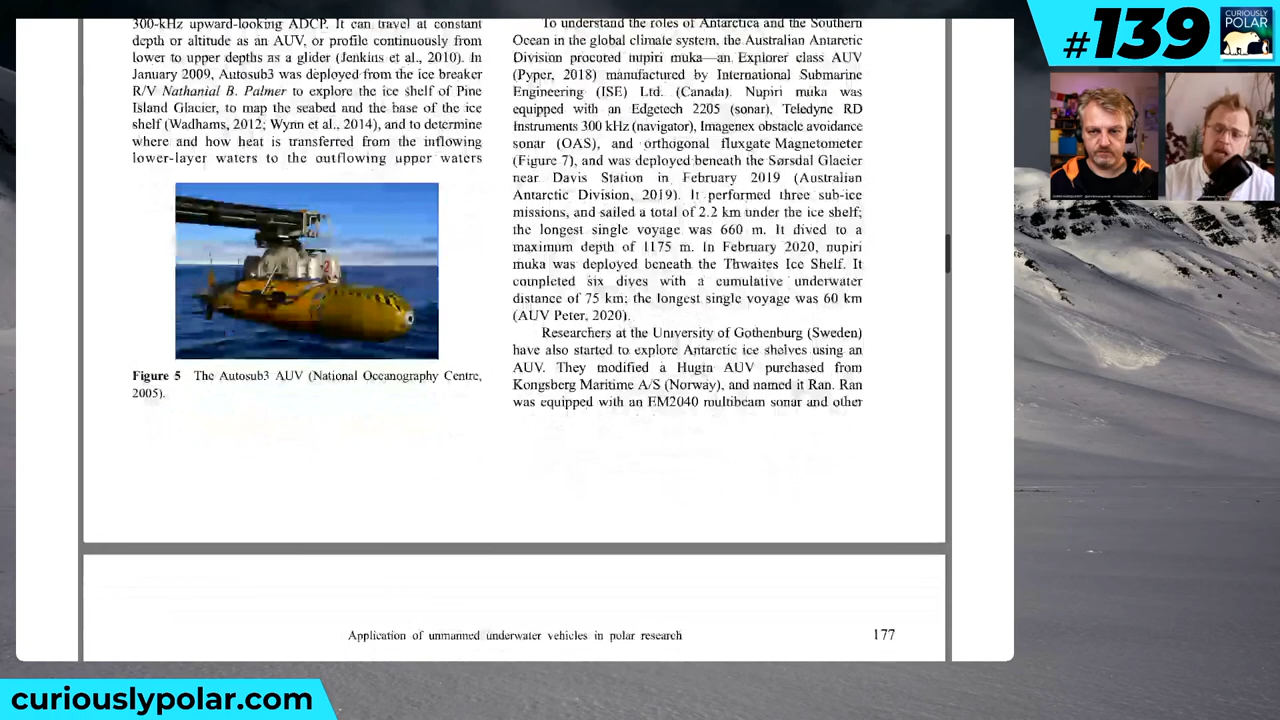 300-kHz upward-looking ADCP. It can travel at constant
depth or altitude as an AUV, or profile continuously from
lower to upper depths as a glider (Jenkins et al., 2010). In
January 2009, Autosub3 was deployed from the ice breaker
R/V Nathanial B. Palmer to explore the ice shelf of Pine
Island Glacier, to map the seabed and the base of the ice
shelf (Wadhams, 2012; Wynn et al., 2014), and to determine
where and how heat is transferred from the inflowing
lower-layer waters to the outflowing upper waters
Figure 5 The Autosub3 AUV (National Oceanography Centre,
2005).
To understand the roles of Antarctica and the Southern
Ocean in the global climate system, the Australian Antarctic
Division procured nupiri muka—an Explorer class AUV
(Pyper, 2018) manufactured by International Submarine
Engineering (ISE) Ltd. (Canada). Nupiri muka was
equipped with an Edgetech 2205 (sonar), Teledyne RD
Instruments 300 kHz (navigator), Imagenex obstacle avoidance
sonar (OAS), and orthogonal fluxgate Magnetometer
(Figure 7), and was deployed beneath the Sørsdal Glacier
near Davis Station in February 2019 (Australian
Antarctic Division, 2019). It performed three sub-ice
missions, and sailed a total of 2.2 km under the ice shelf;
the longest single voyage was 660 m. It dived to a
maximum depth of 1175 m. In February 2020, nupiri
muka was deployed beneath the Thwaites Ice Shelf. It
completed six dives with a cumulative underwater
distance of 75 km; the longest single voyage was 60 km
(AUV Peter, 2020).
Researchers at the University of Gothenburg (Sweden)
have also started to explore Antarctic ice shelves using an
AUV. They modified a Hugin AUV purchased from
Kongsberg Maritime A/S (Norway), and named it Ran. Ran
was equipped with an EM2040 multibeam sonar and other
Application of unmanned underwater vehicles in polar research
177
#139
CURIOUSLY
POLAR
curiouslypolar.com